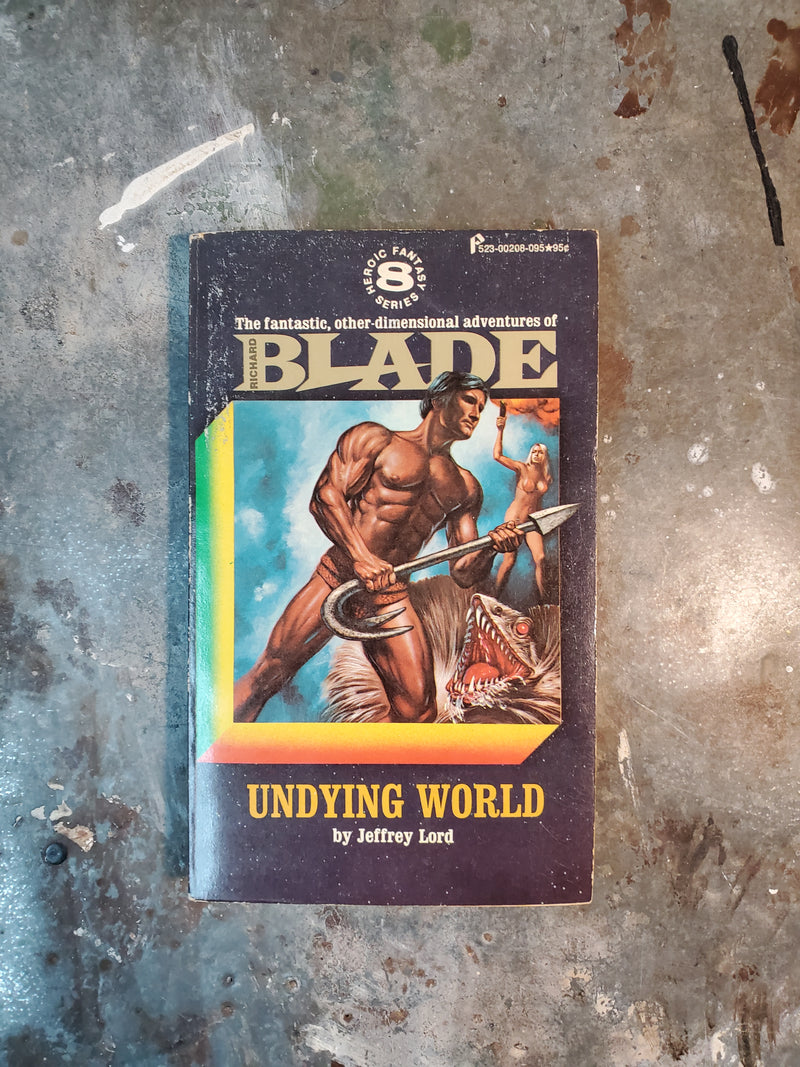 523-00208-095★95¢
HEROIC FANTASY
8
SERIES
The fantastic, other-dimensional adventures of
RICHARD
BLADE
UNDYING WORLD
by Jeffrey Lord